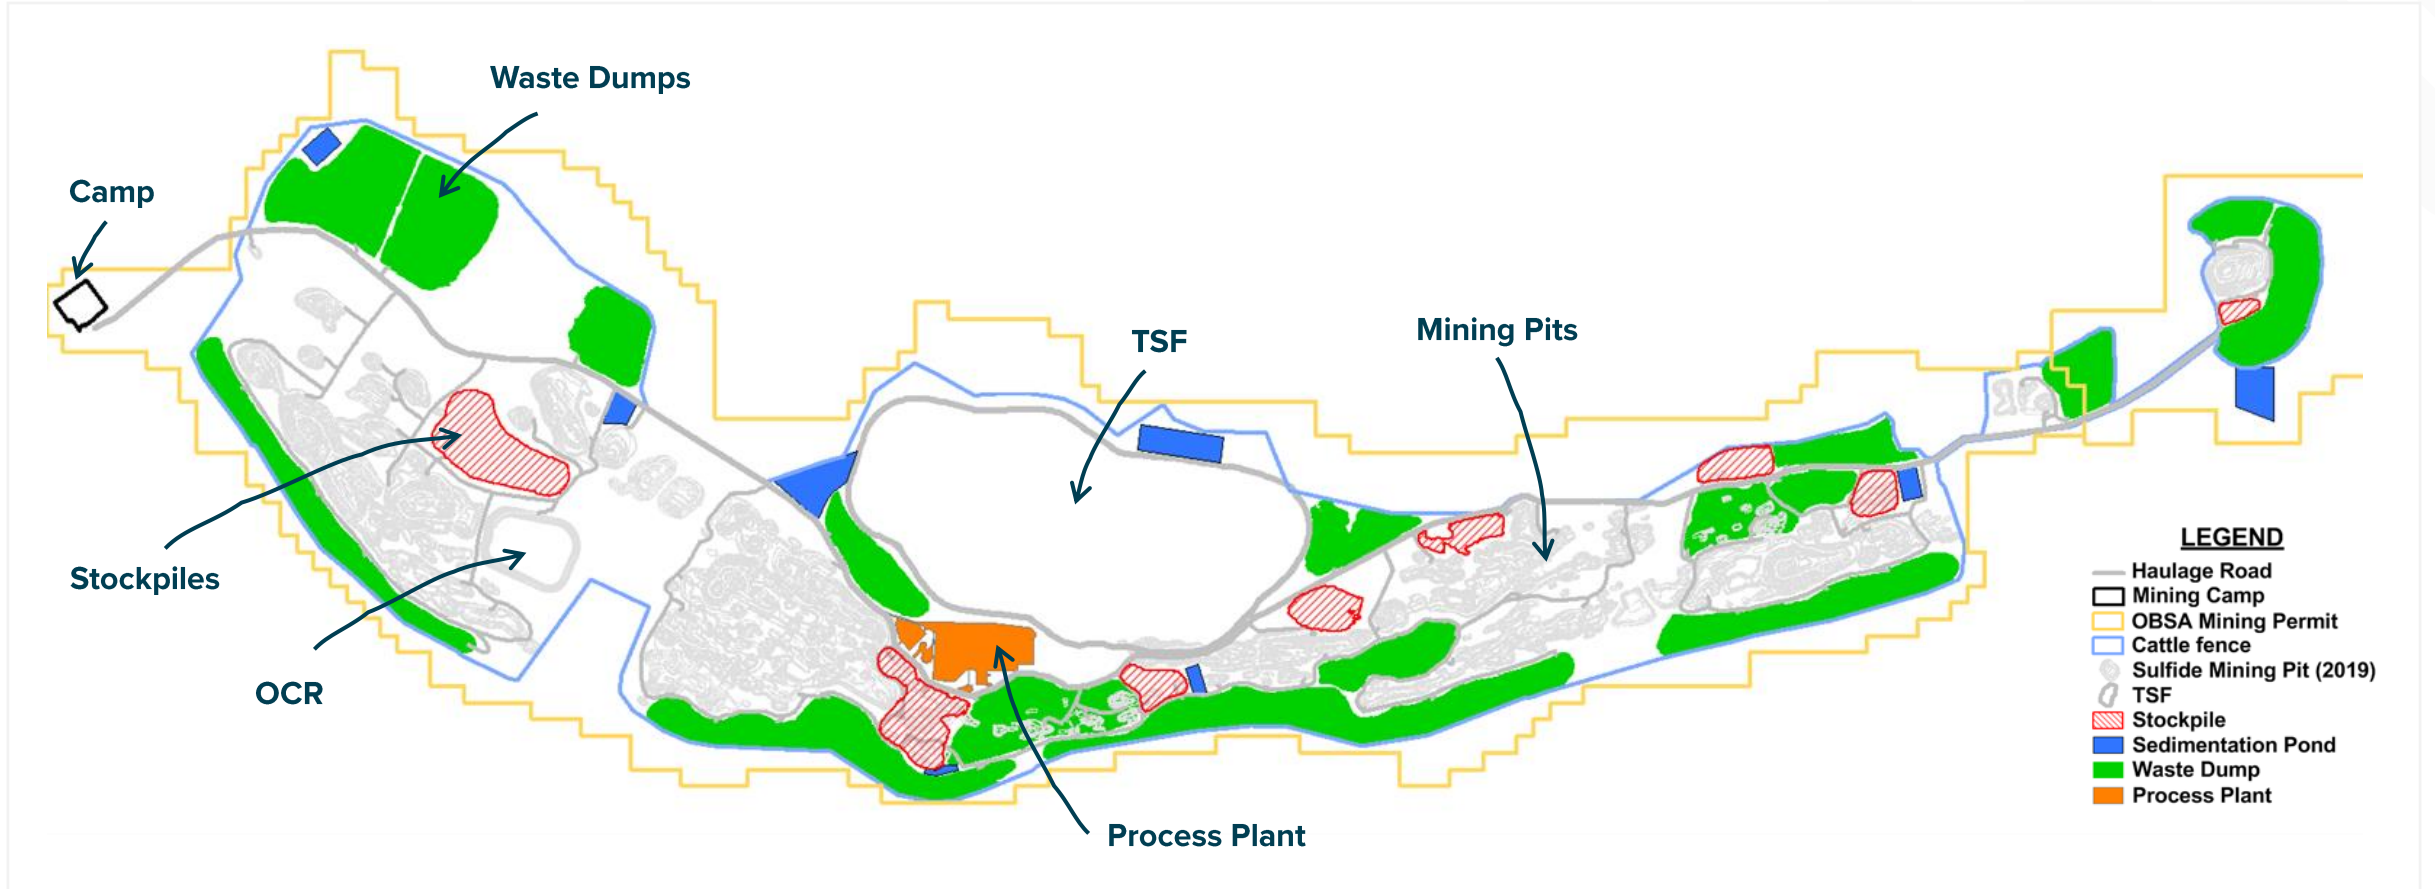 Waste Dumps
Camp
TSF
Mining Pits
Stockpiles
OCR
Process Plant
LEGEND
Haulage Road
Mining Camp
OBSA Mining Permit
Cattle fence
Sulfide Mining Pit (2019)
TSF
Stockpile
Sedimentation Pond
Waste Dump
Process Plant